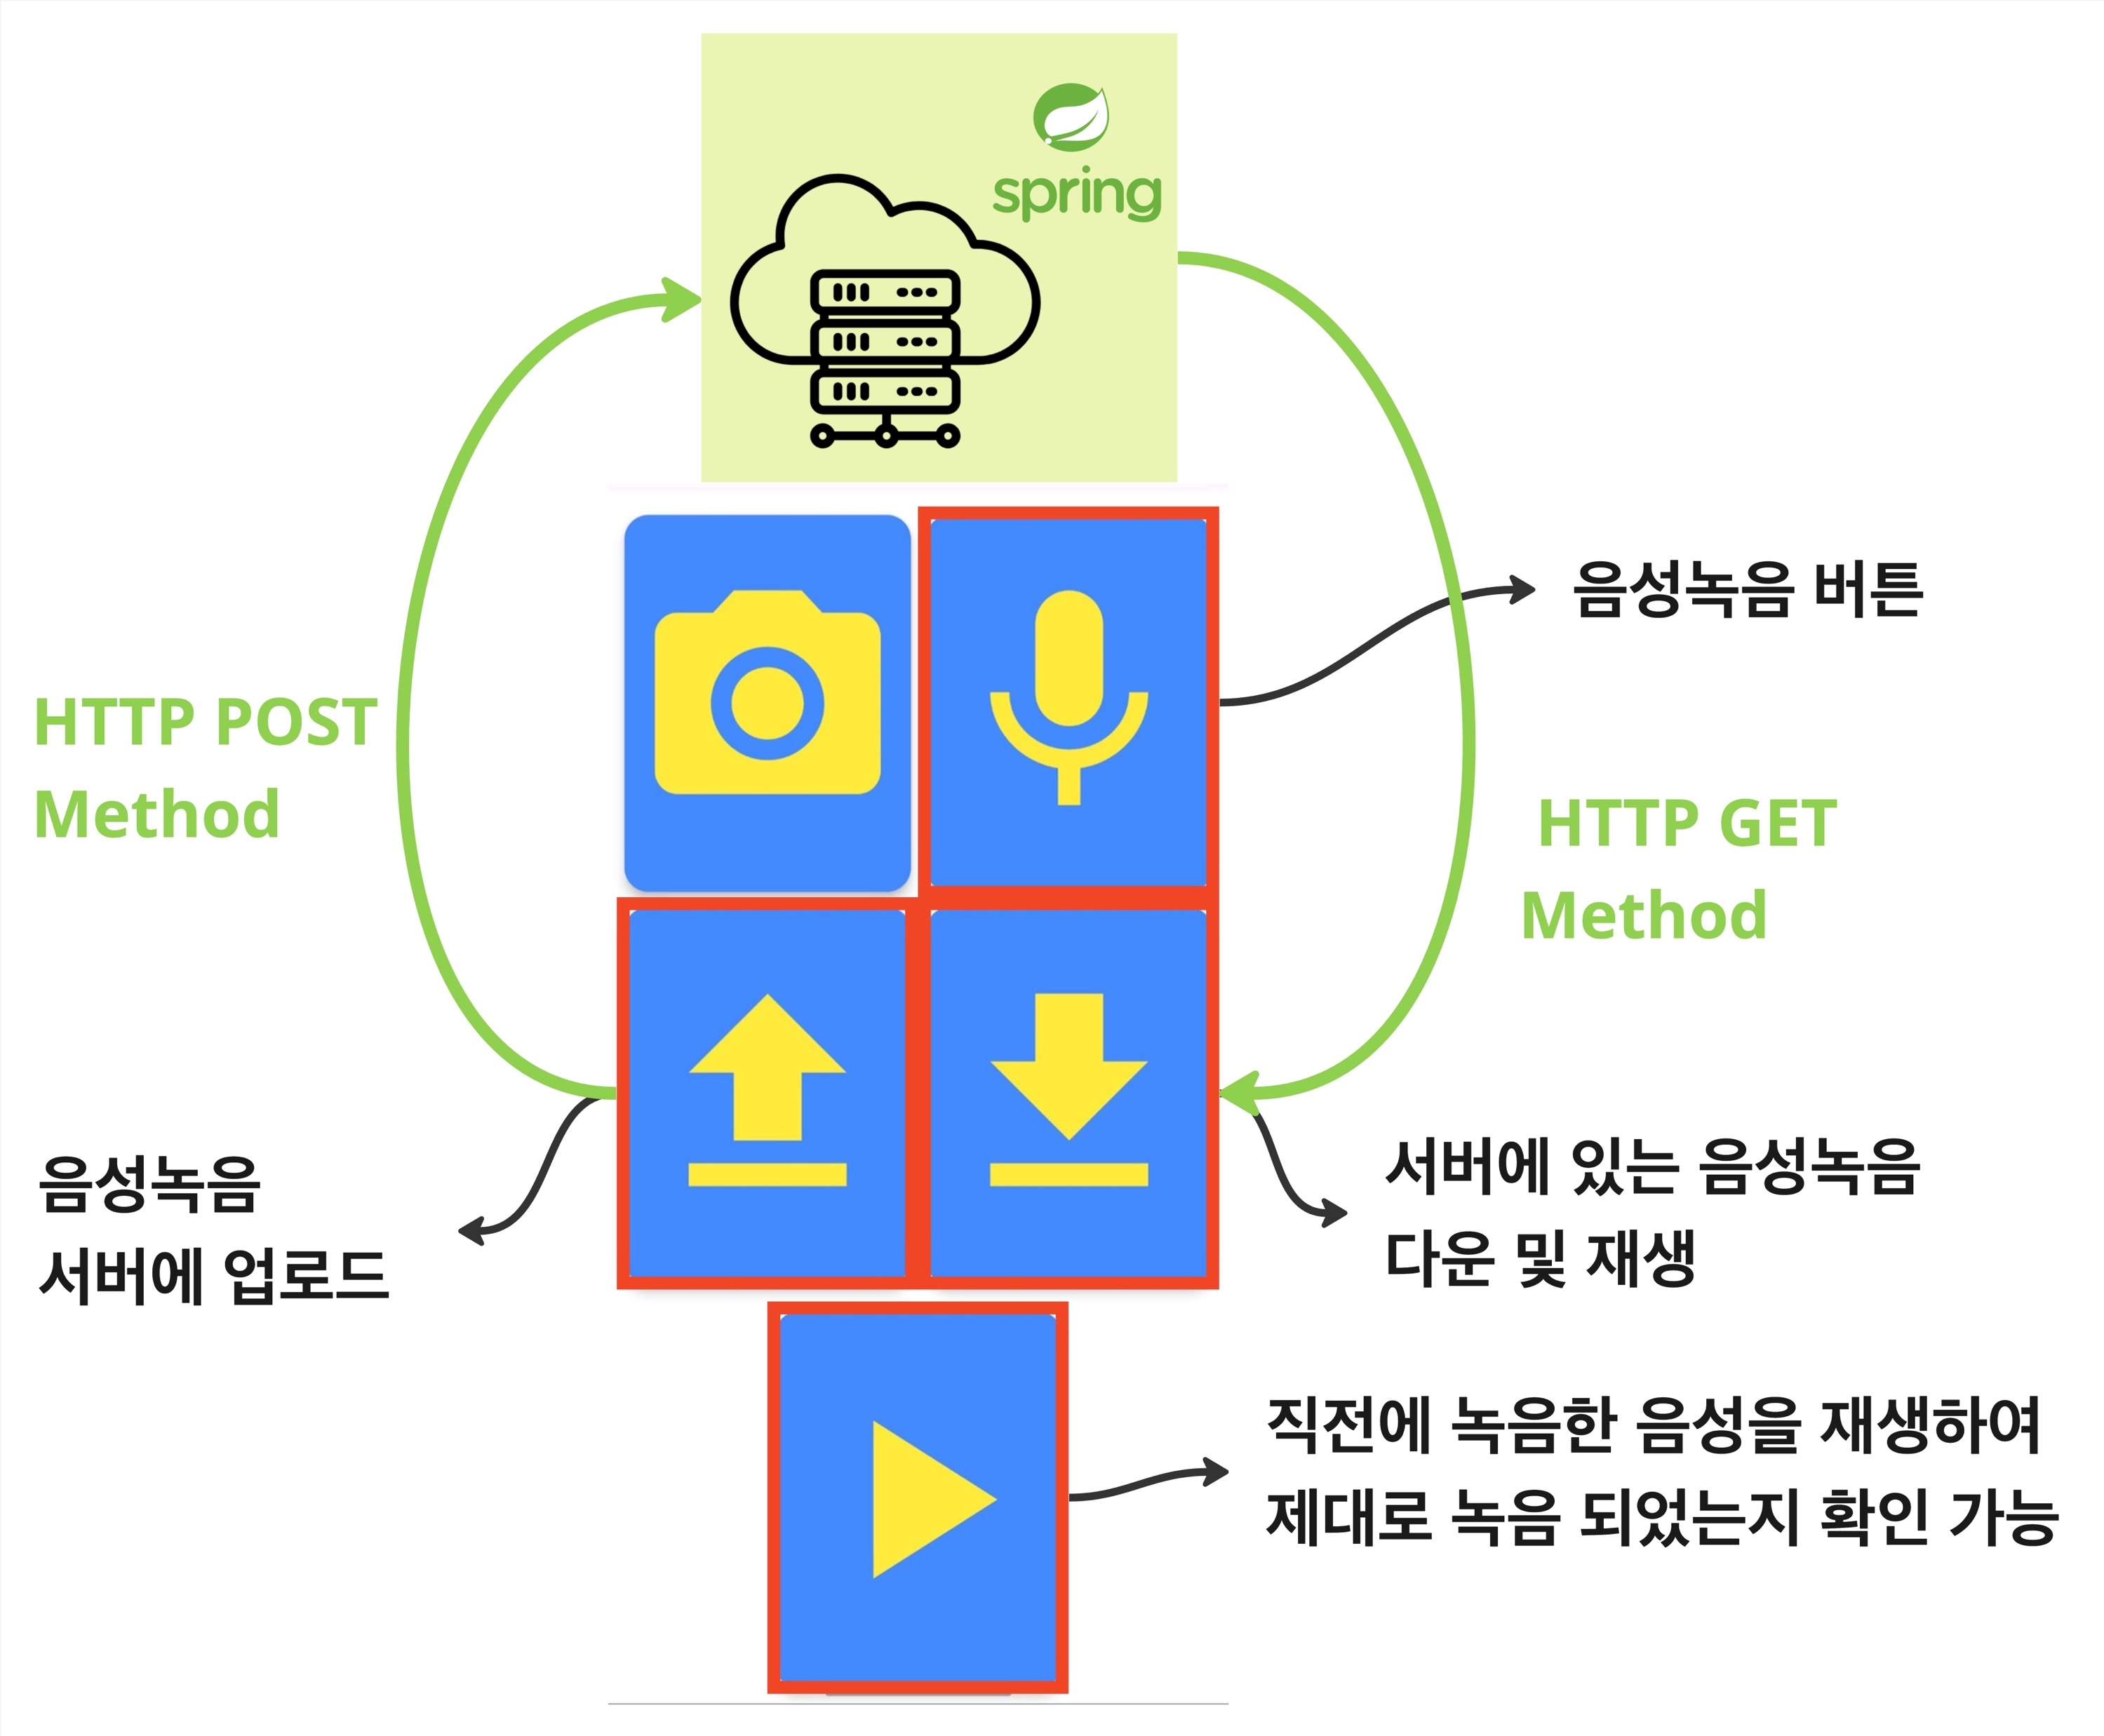 spring
음성녹음 버튼
HTTP POST
Method
HTTP GET
Method
음성녹음
서버에 업로드
서버에 있는 음성녹음
다운 및 재생
직전에 녹음한 음성을 재생하여
제대로 녹음 되었는지 확인 가능